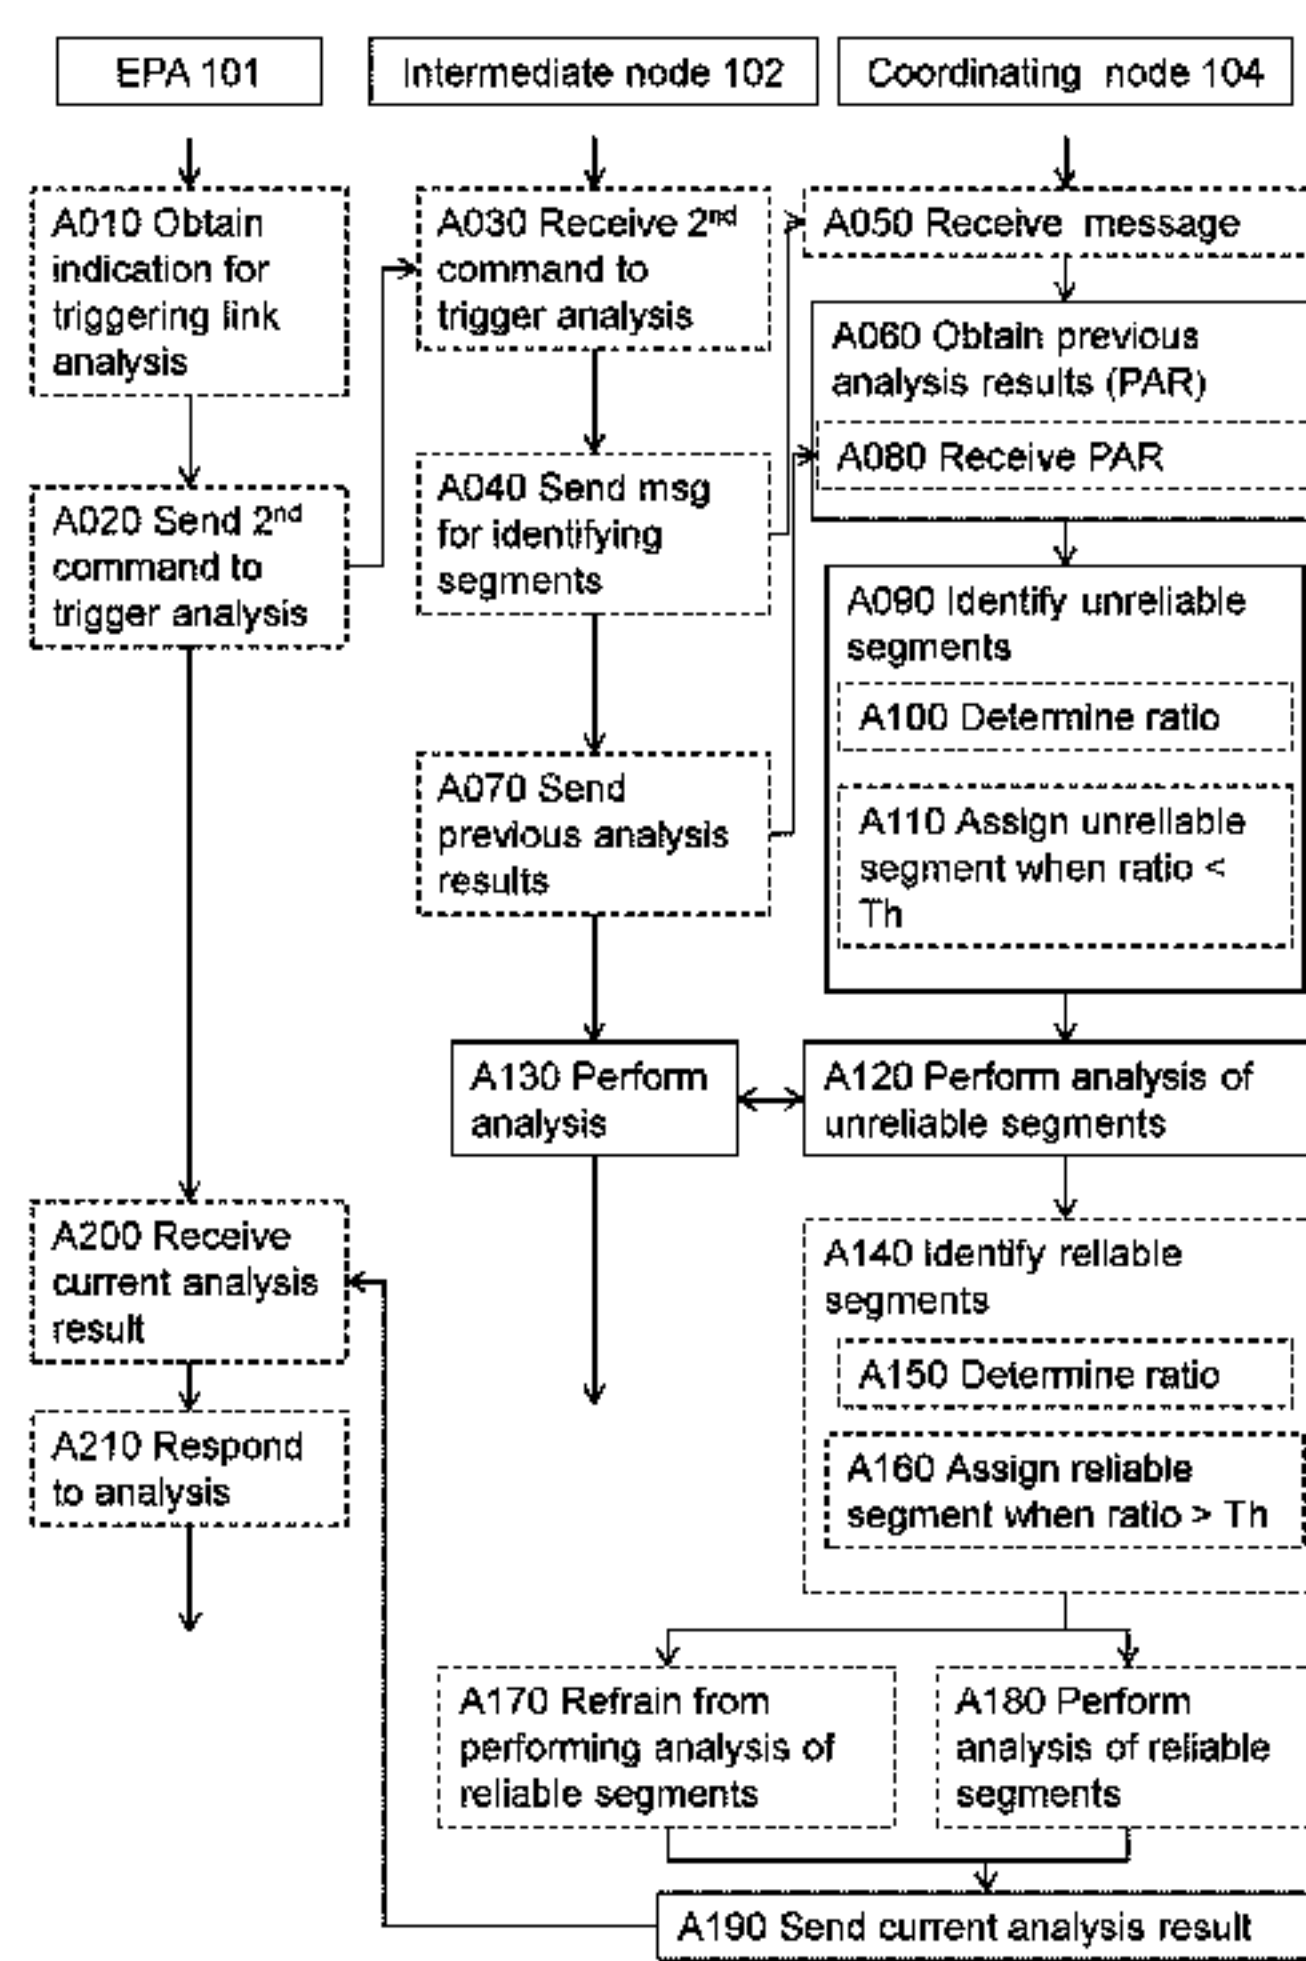 EPA 101
Intermediate node 102
Coordinating node 104
A010 Obtain
indication for
triggering link
analysis
A020 Send 2nd
command to
trigger analysis
A200 Receive
current analysis
result
A210 Respond
to analysis
A030 Receive 2nd
command to
trigger analysis
A040 Send msg
for identifying
segments
A070 Send
previous analysis
results
A130 Perform
analysis
A050 Receive message
A060 Obtain previous
analysis results (PAR)
A080 Receive PAR
A090 Identify unreliable
segments
A100 Determine ratio
A110 Assign unreliable
segment when ratio <
Th
A120 Perform analysis of
unreliable segments
A140 Identify reliable
segments
A150 Determine ratio
A160 Assign reliable
segment when ratio > Th
A170 Refrain from
performing analysis of
reliable segments
A180 Perform
analysis of reliable
segments
A190 Send current analysis result